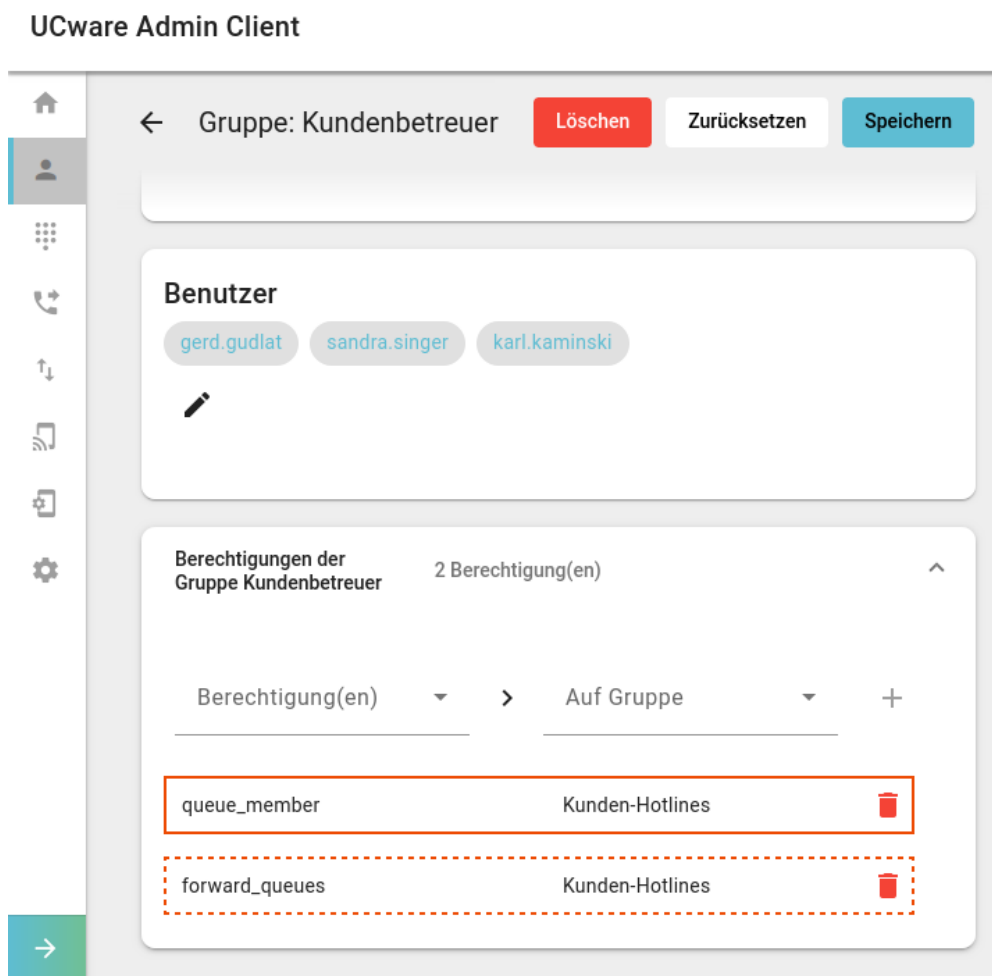 UCware Admin Client
Gruppe: Kundenbetreuer
Löschen
Zurücksetzen
Speichern
Benutzer
gerd.gudlat
sandra.singer
karl.kaminski
Berechtigungen der
Gruppe Kundenbetreuer
2 Berechtigung(en)
Berechtigung(en)
Auf Gruppe
queue_member
Kunden-Hotlines
forward_queues
Kunden-Hotlines